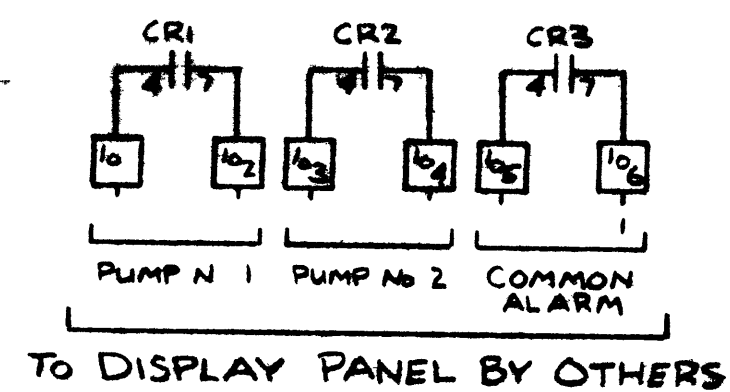 CR1 CR2 CR3
4 7 7 4 7
10 102 103 104 105 106
PUMP N 1 PUMP No 2 COMMON
ALARM
TO DISPLAY PANEL BY OTHERS